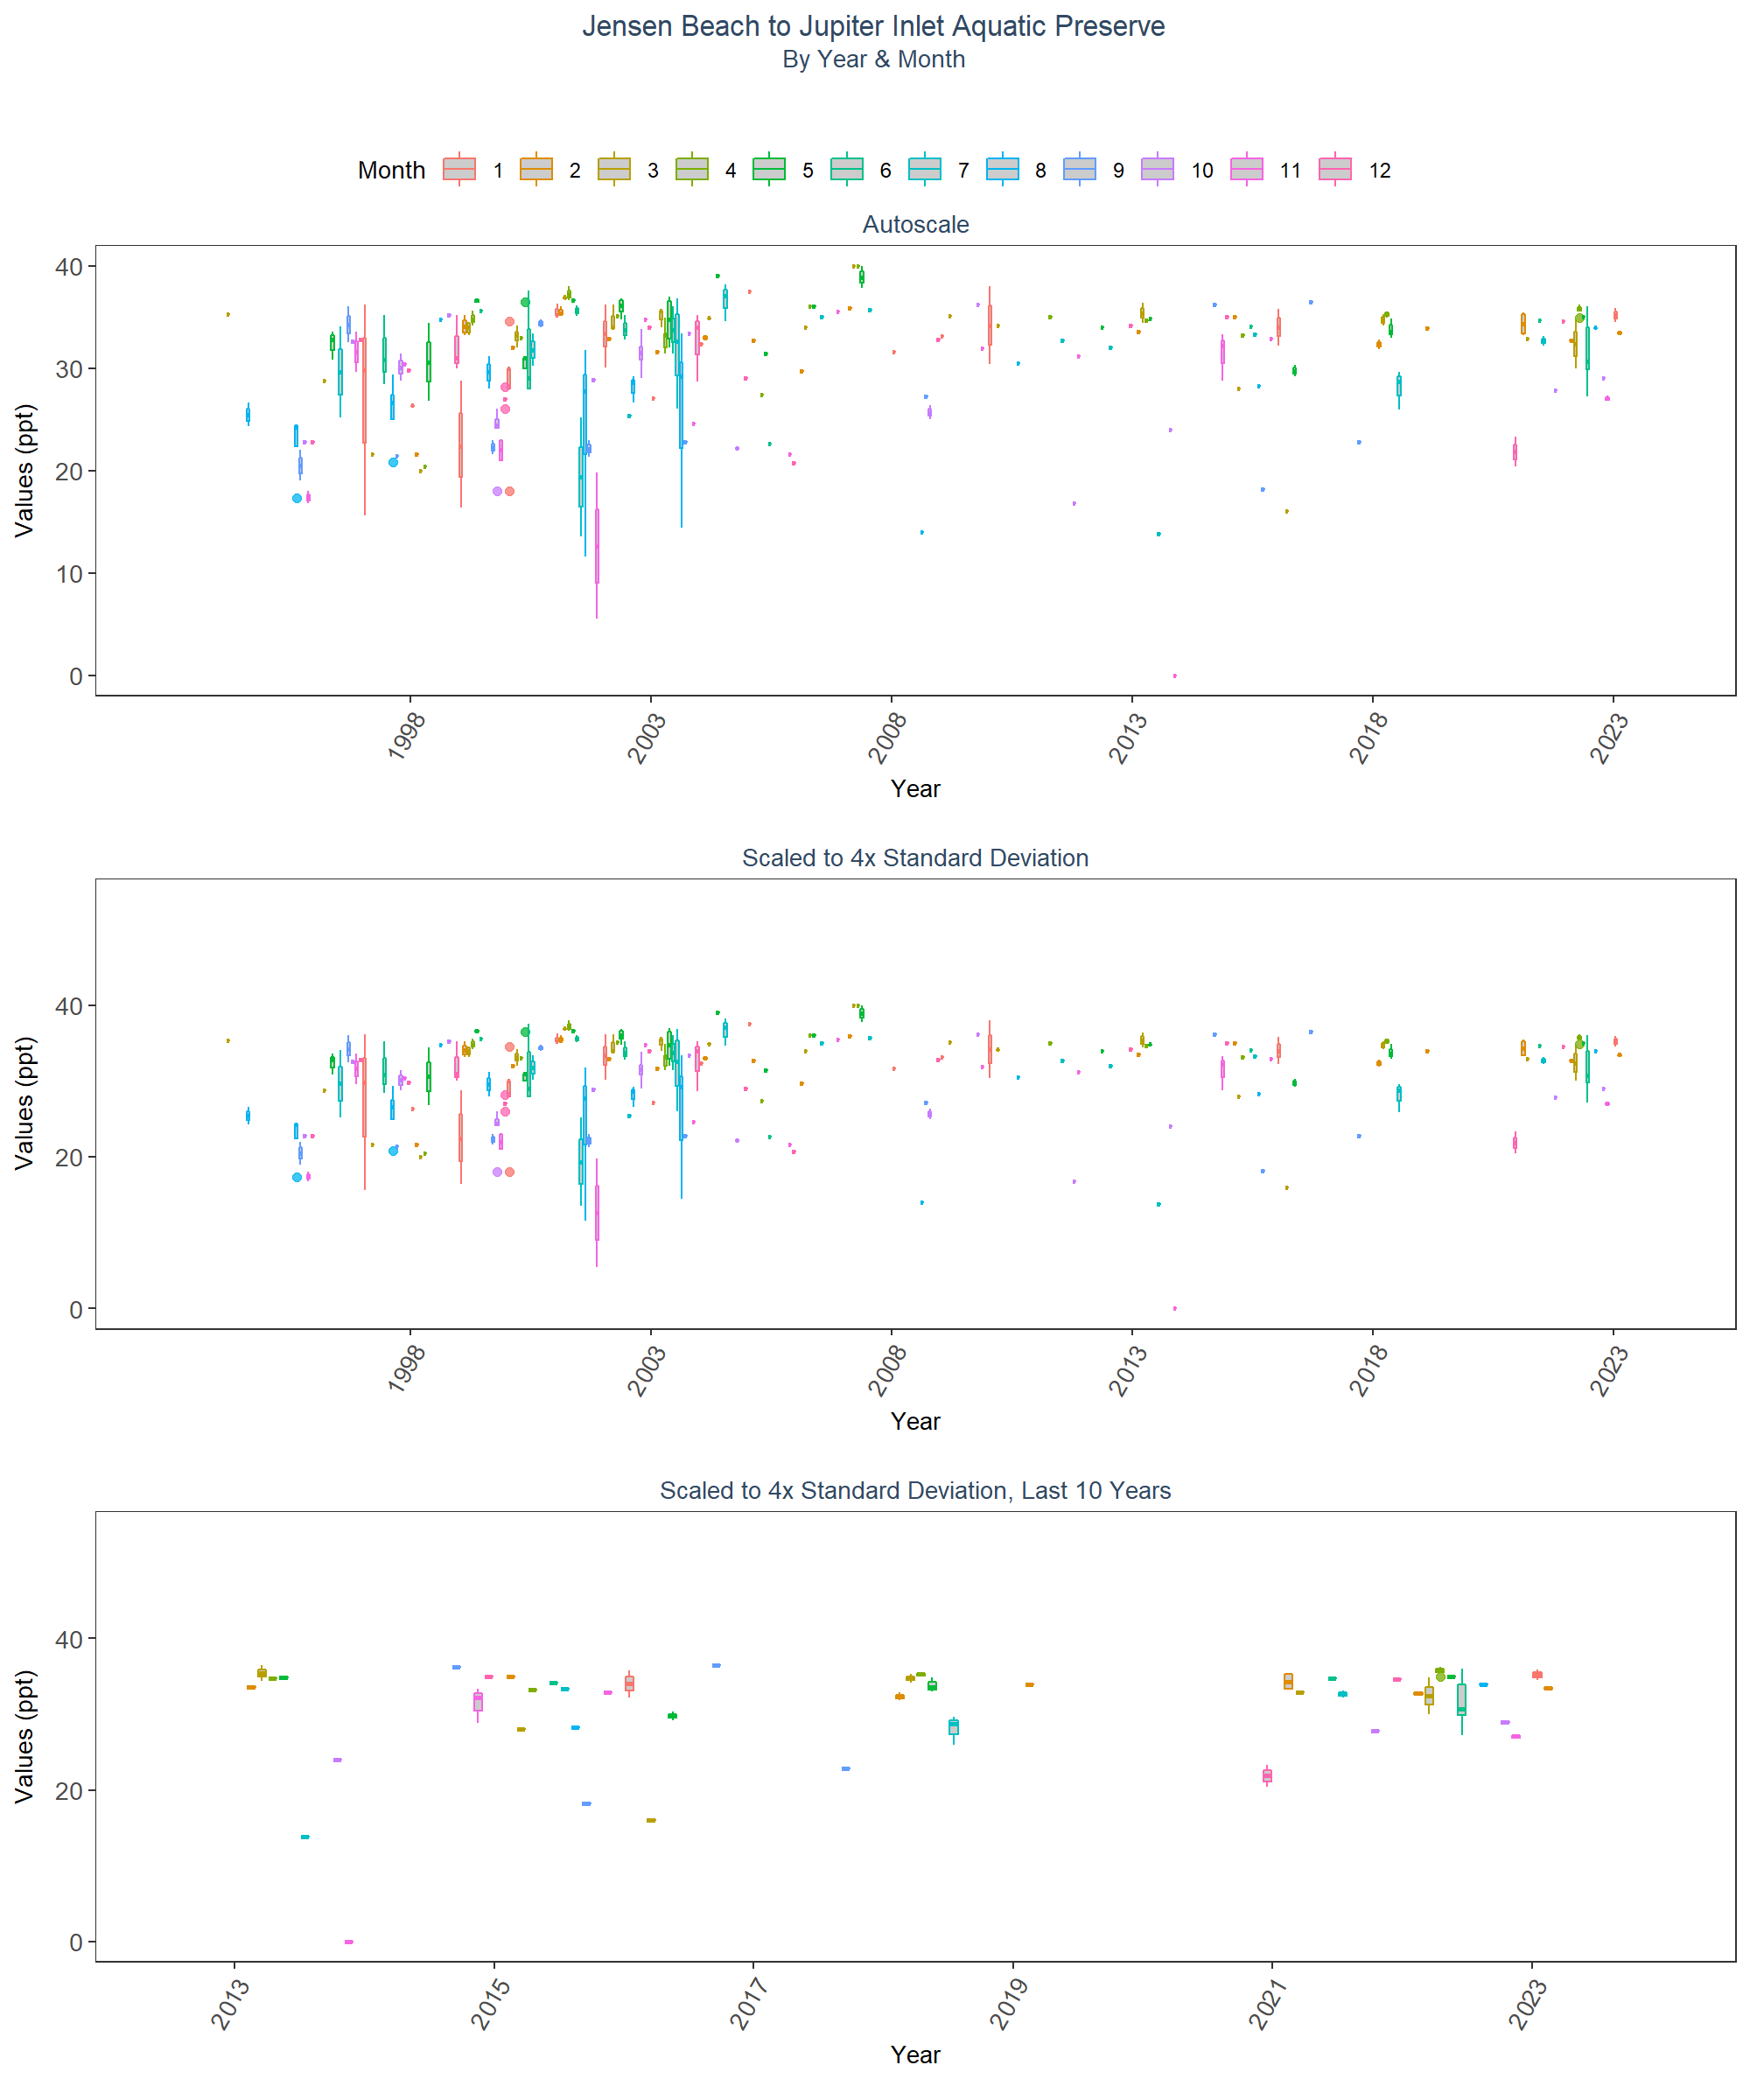 Jensen Beach to Jupiter Inlet Aquatic Preserve
By Year & Month
Month 1 2 3 4 5 6 7 8 9 10 11 12
Autoscale
Values (ppt)
40
30
20
10
0
1998 2003 2008 2013 2018 2023
Year
Scaled to 4x Standard Deviation
Values (ppt)
40
20
0
1998 2003 2008 2013 2018 2023
Year
Scaled to 4x Standard Deviation, Last 10 Years
Values (ppt)
40
20
0
2013 2015 2017 2019 2021 2023
Year